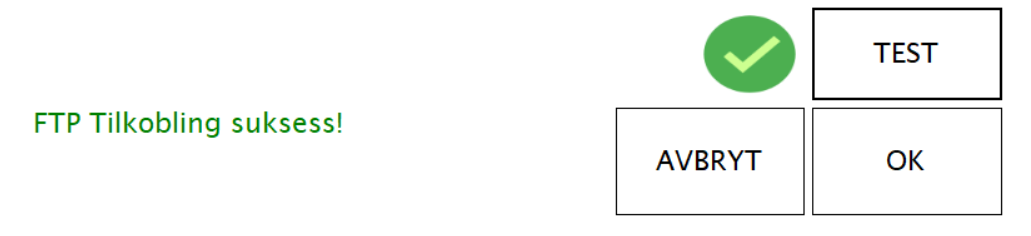 TEST
FTP Tilkobling suksess!
AVBRYT
OK